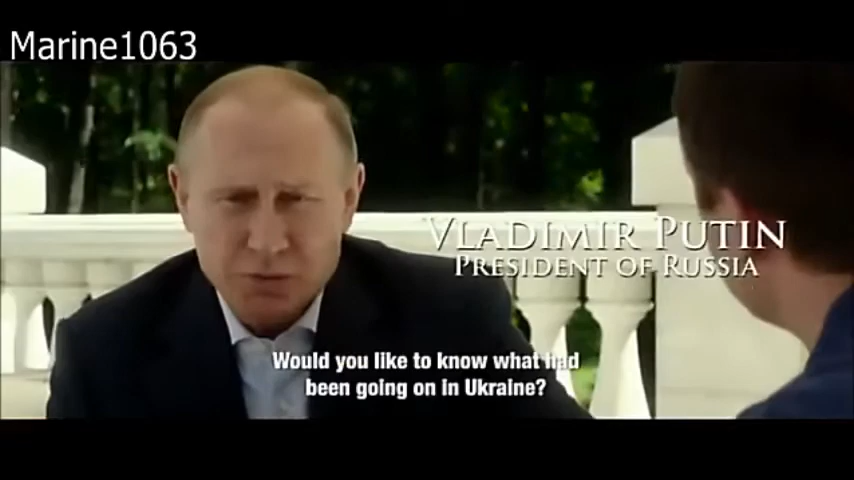 Marine1063
VLADIMIR PUTIN
PRESIDENT OF RUSSIA
Would you like to know what had
been going on in Ukraine?